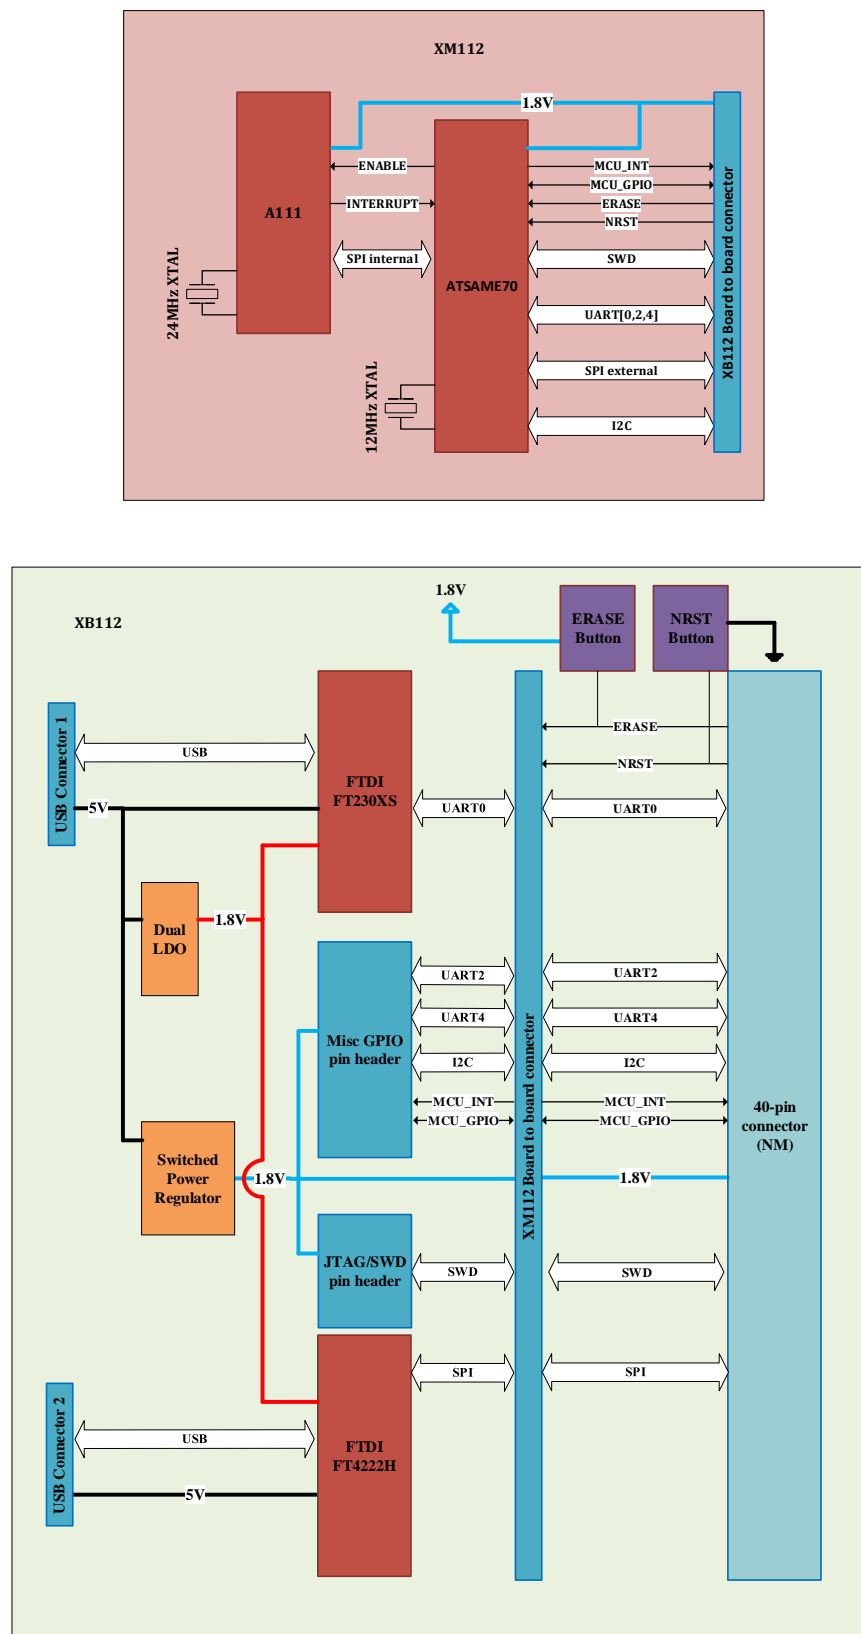 XM112
1.8V
A111
ENABLE
INTERRUPT
SPI internal
24MHz XTAL
ATSAME70
12MHz XTAL
MCU_INT
MCU_GPIO
ERASE
NRST
SWD
UART[0,2,4]
SPI external
I2C
XB112 Board to board connector
XB112
1.8V
ERASE
Button
NRST
Button
USB Connector 1
USB
5V
FTDI
FT230XS
ERASE
NRST
UART0
UART0
Dual
LDO
1.8V
Misc GPIO
pin header
UART2
UART4
I2C
MCU_INT
MCU_GPIO
UART2
UART4
I2C
MCU_INT
MCU_GPIO
XM112 Board to board connector
40-pin
connector
(NM)
Switched
Power
Regulator
1.8V
1.8V
JTAG/SWD
pin header
SWD
SWD
SPI
SPI
USB Connector 2
USB
5V
FTDI
FT4222H